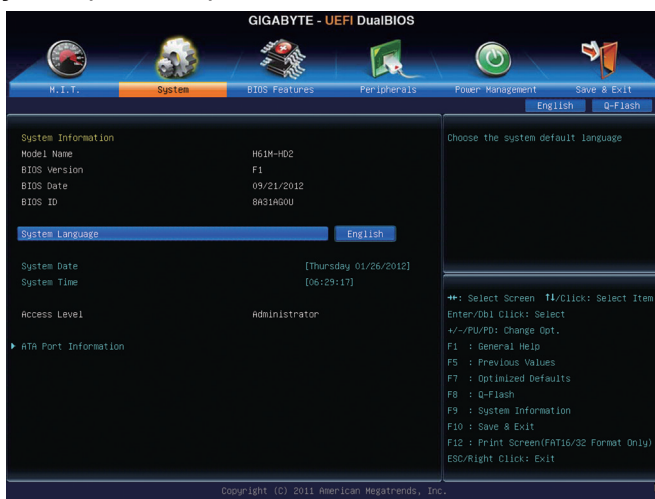 GIGABYTE - UEFI DualBIOS
M.I.T.
System
BIOS Features
Peripherals
Power Management
Save & Exit
English
Q-Flash
System Information
Model Name H61M-HD2
BIOS Version F1
BIOS Date 09/21/2012
BIOS ID 8A31AG0U
System Language English
System Date [Thursday 01/26/2012]
System Time [06:29:17]
Access Level Administrator
ATA Port Information
Choose the system default language
→←: Select Screen ↑↓/Click: Select Item
Enter/Dbl Click: Select
+/-/PU/PD: Change Opt.
F1 : General Help
F5 : Previous Values
F7 : Optimized Defaults
F8 : Q-Flash
F9 : System Information
F10 : Save & Exit
F12 : Print Screen(FAT16/32 Format Only)
ESC/Right Click: Exit
Copyright (C) 2011 American Megatrends, Inc.